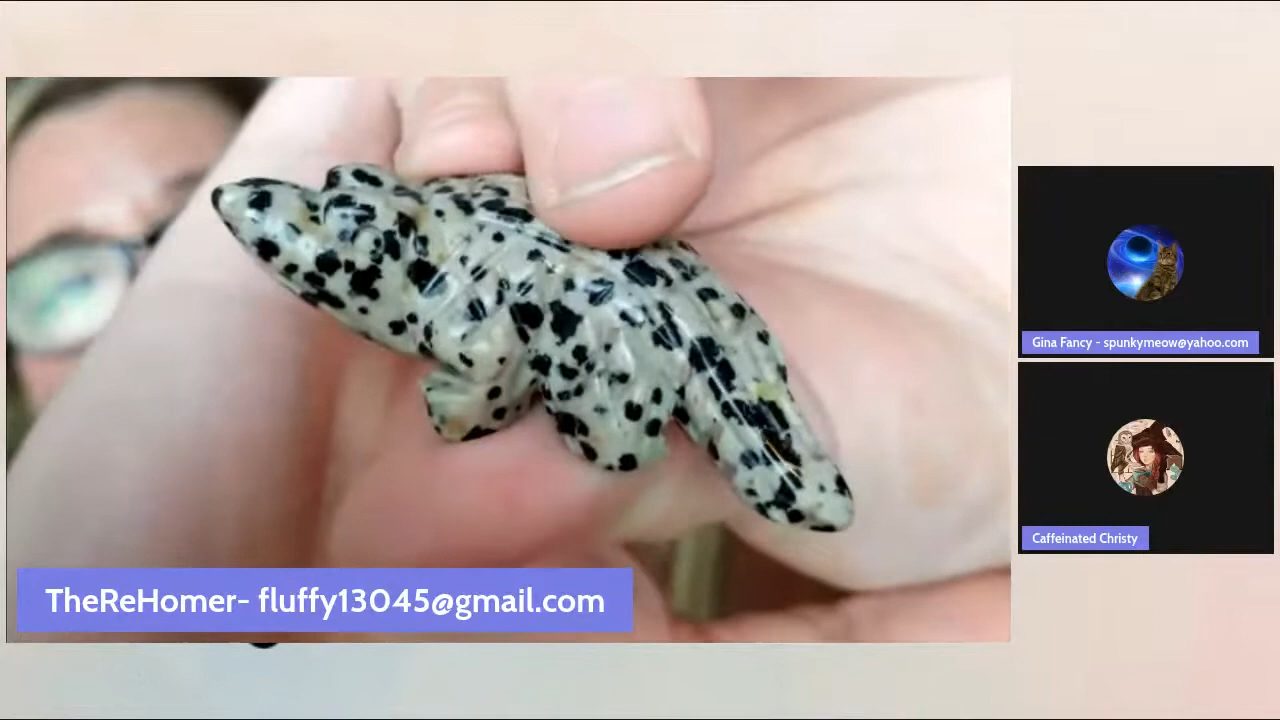 TheReHomer- fluffy13045@gmail.com
Gina Fancy - spunkymeow@yahoo.com
Caffeinated Christy